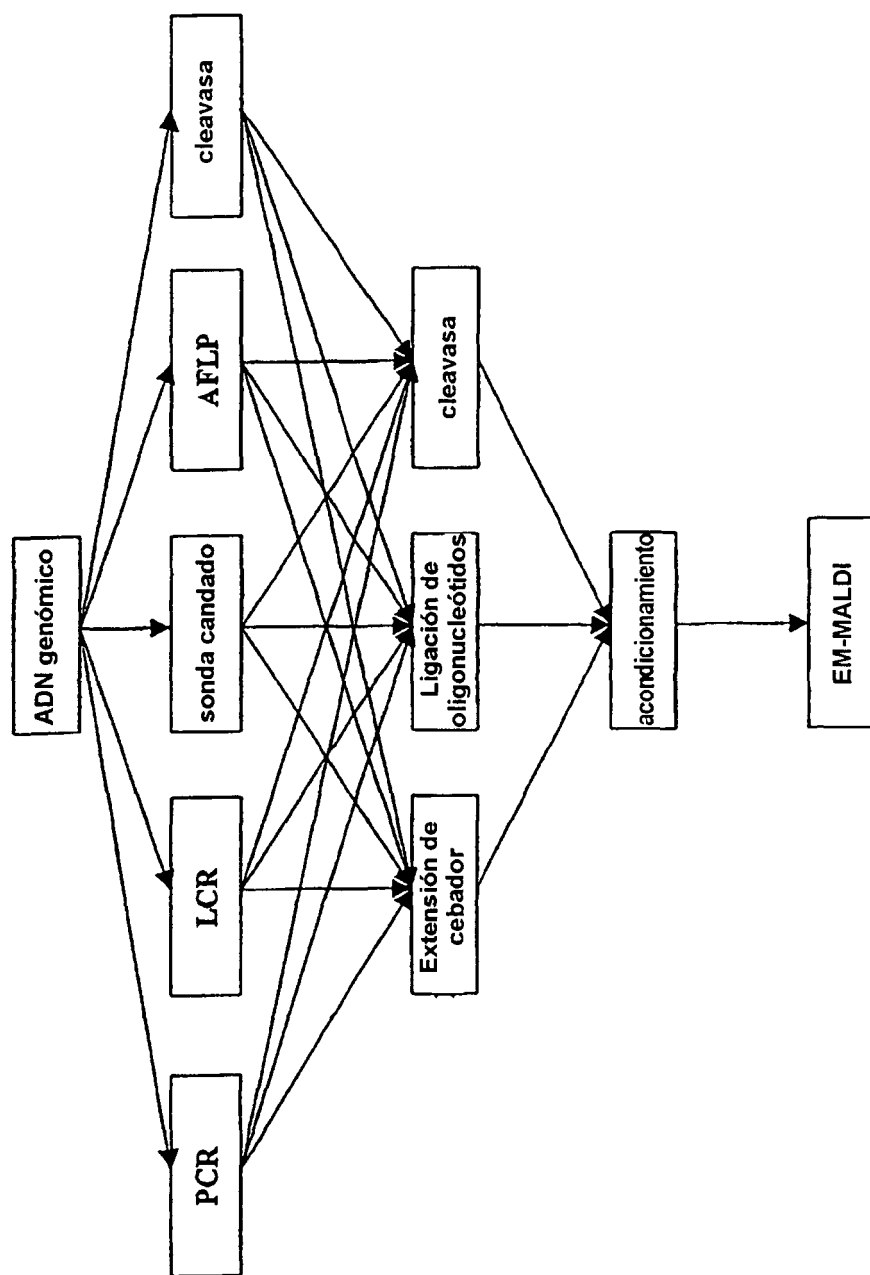 ADN genómico
PCR
LCR
sonda candado
AFLP
cleavasa
Extensión de
cebador
Ligación de
oligonucleótidos
cleavasa
acondicionamiento
EM-MALDI